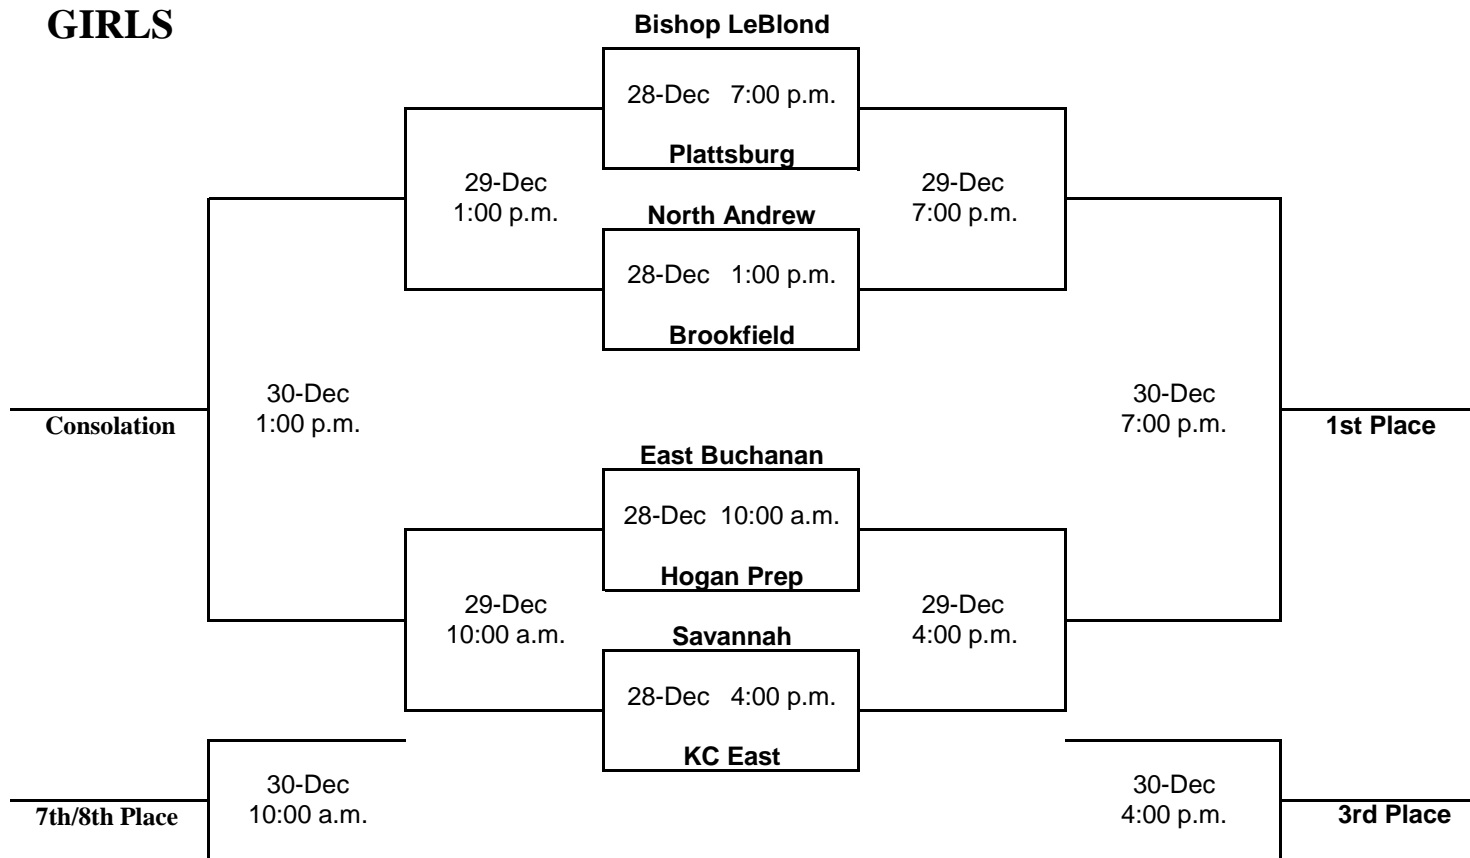 GIRLS
Bishop LeBlond
28-Dec 7:00 p.m.
Plattsburg
29-Dec
1:00 p.m.
29-Dec
7:00 p.m.
North Andrew
28-Dec 1:00 p.m.
Brookfield
30-Dec
1:00 p.m.
Consolation
30-Dec
7:00 p.m.
1st Place
East Buchanan
28-Dec 10:00 a.m.
Hogan Prep
29-Dec
10:00 a.m.
29-Dec
4:00 p.m.
Savannah
28-Dec 4:00 p.m.
KC East
30-Dec
10:00 a.m.
7th/8th Place
30-Dec
4:00 p.m.
3rd Place